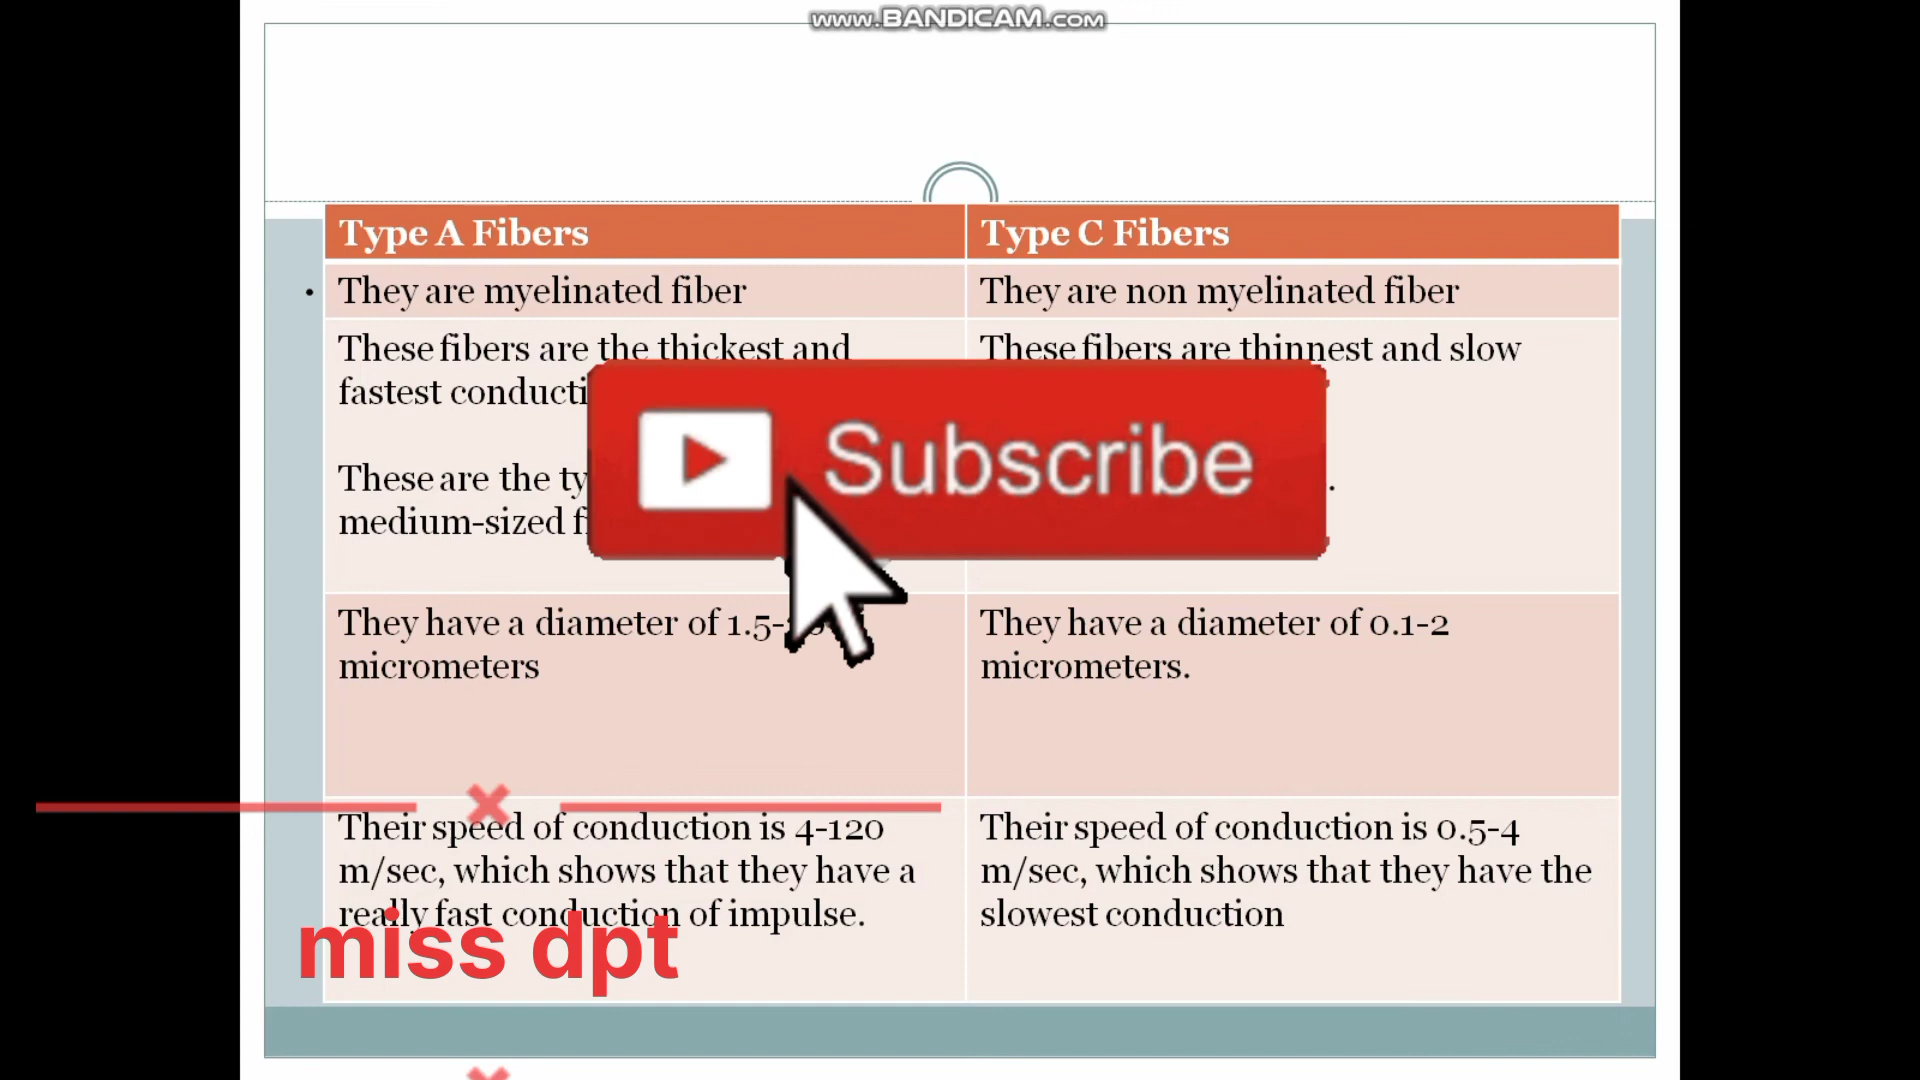 www.BANDICAM.com
Type A Fibers
Type C Fibers
• They are myelinated fiber
They are non myelinated fiber
These fibers are the thickest and
fastest
These are the
medium-sized
These fibers are thinnest and slow
.
Subscribe
They have a diameter of
micrometers
They have a diameter of 0.1-2
micrometers.
Their speed of conduction is 4-120
m/sec, which shows that they have a
really fast conduction of impulse.
Their speed of conduction is 0.5-4
m/sec, which shows that they have the
slowest conduction
miss dpt